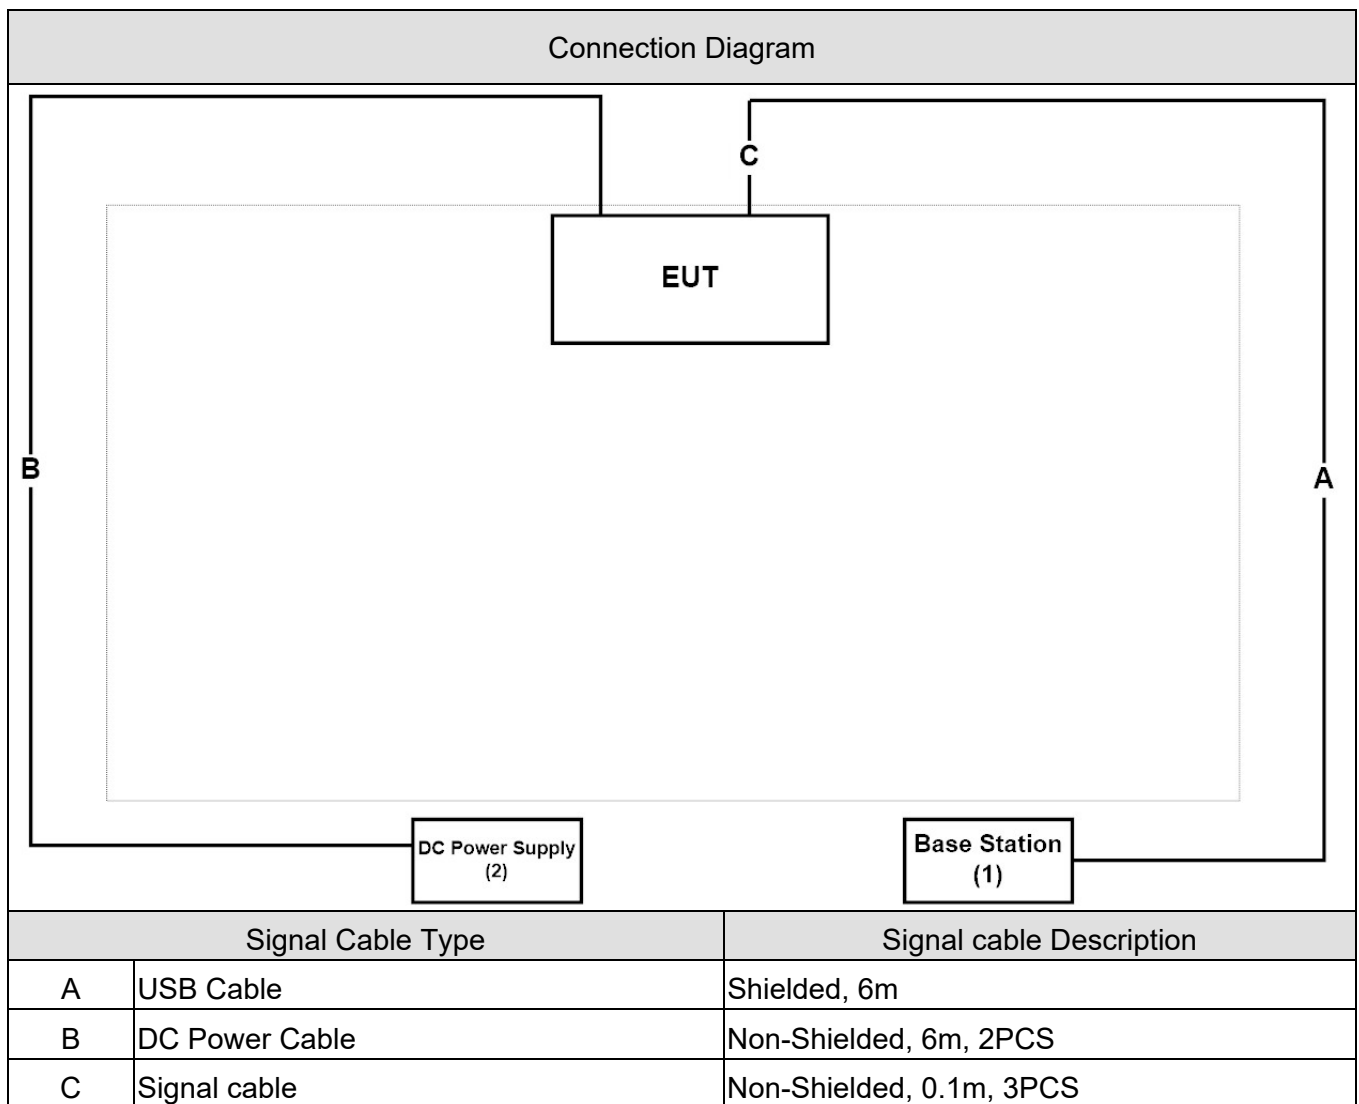 Connection Diagram
C
EUT
B
A
DC Power Supply
(2)
Base Station
(1)
Signal Cable Type Signal cable Description
A USB Cable Shielded, 6m
B DC Power Cable Non-Shielded, 6m, 2PCS
C Signal cable Non-Shielded, 0.1m, 3PCS